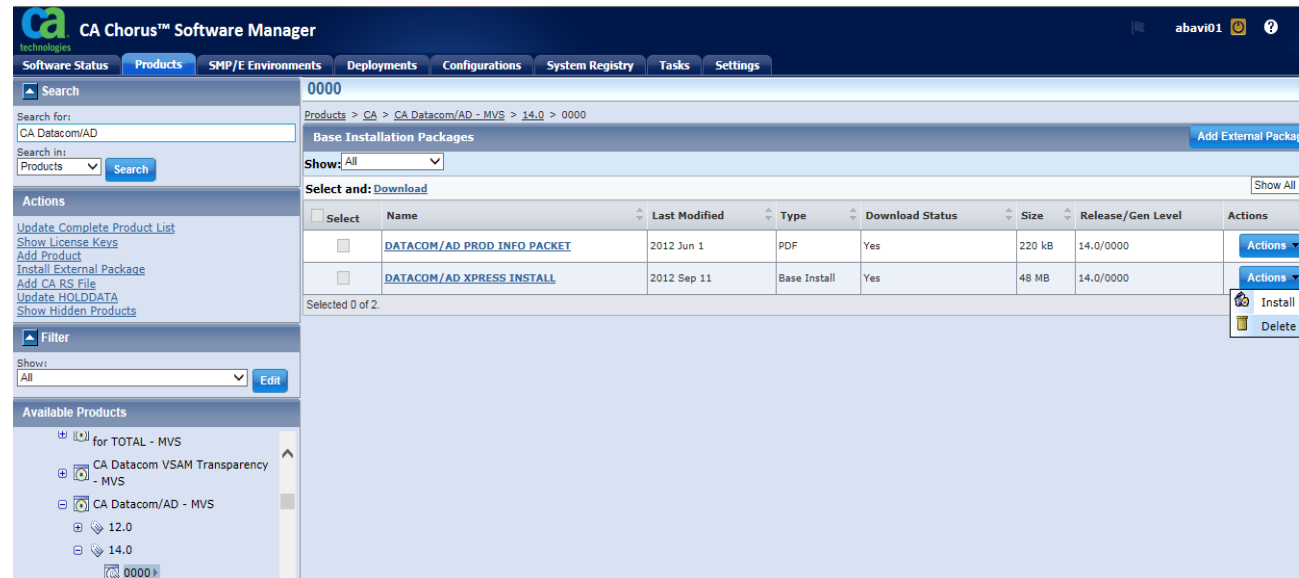 ca
technologies
CA Chorus™ Software Manager
abavi01
?
Software Status Products SMP/E Environments Deployments Configurations System Registry Tasks Settings
Search
Search for:
CA Datacom/AD
Search in:
Products Search
Actions
Update Complete Product List
Show License Keys
Add Product
Install External Package
Add CA RS File
Update HOLDDATA
Show Hidden Products
Filter
Show:
All Edit
Available Products
for TOTAL - MVS
CA Datacom VSAM Transparency
- MVS
CA Datacom/AD - MVS
12.0
14.0
0000
0000
Products > CA > CA Datacom/AD - MVS > 14.0 > 0000
Base Installation Packages Add External Packag
Show: All
Select and: Download Show All
Select Name Last Modified Type Download Status Size Release/Gen Level Actions
DATACOM/AD PROD INFO PACKET 2012 Jun 1 PDF Yes 220 kB 14.0/0000 Actions
DATACOM/AD XPRESS INSTALL 2012 Sep 11 Base Install Yes 48 MB 14.0/0000 Actions
Selected 0 of 2.
Install
Delete